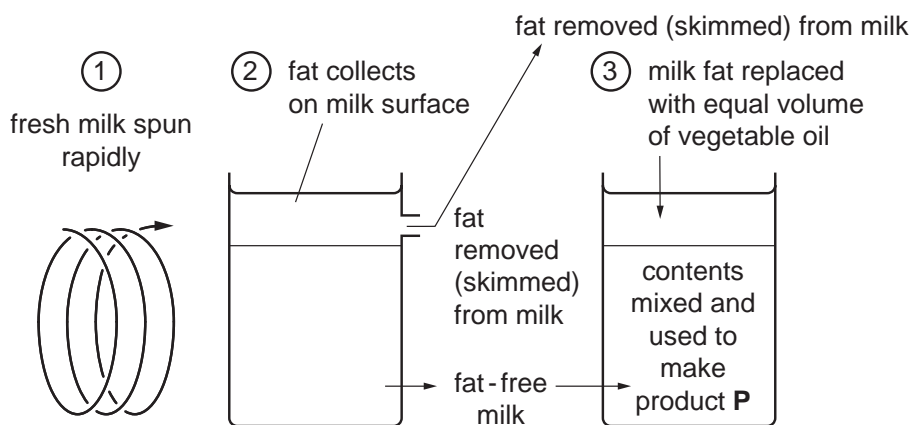 1
fresh milk spun
rapidly
2
fat collects
on milk surface
fat
removed
(skimmed)
from milk
fat-free
milk
fat removed (skimmed) from milk
3
milk fat replaced
with equal volume
of vegetable oil
contents
mixed and
used to
make
product P